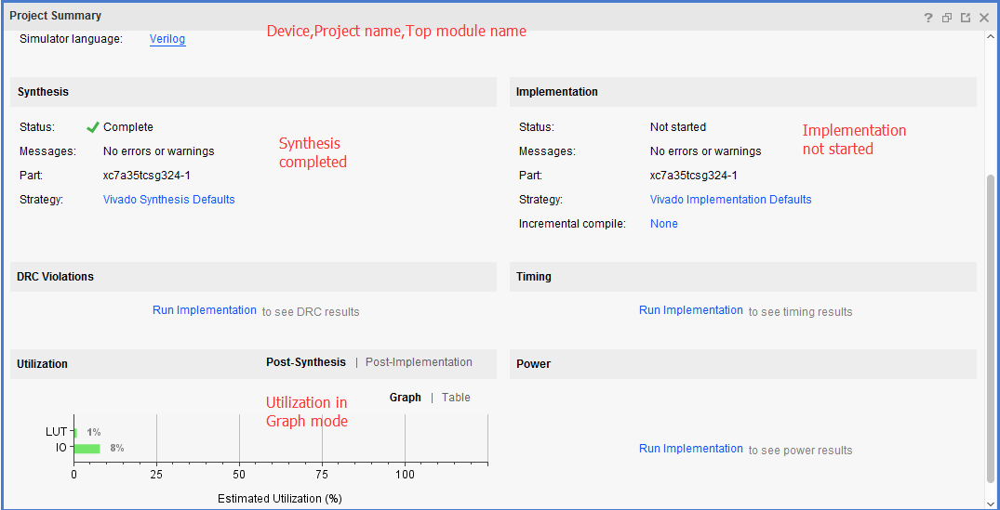 Project Summary
Device,Project name,Top module name
Simulator language: Verilog
Synthesis
Status: Complete
Messages: No errors or warnings
Part: xc7a35tcsg324-1
Strategy: Vivado Synthesis Defaults
Synthesis
completed
Implementation
Status: Not started
Messages: No errors or warnings
Part: xc7a35tcsg324-1
Strategy: Vivado Implementation Defaults
Incremental compile: None
Implementation
not started
DRC Violations
Run Implementation to see DRC results
Timing
Run Implementation to see timing results
Utilization
Post-Synthesis | Post-Implementation
Graph | Table
Utilization in
Graph mode
LUT 1%
IO 8%
0 25 50 75 100
Estimated Utilization (%)
Power
Run Implementation to see power results